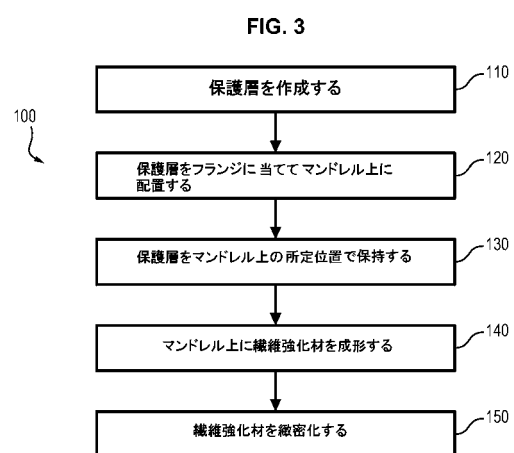 FIG. 3
100
保護層を作成する
110
保護層をフランジに当ててマンドレル上に
配置する
120
保護層をマンドレル上の所定位置で保持する
130
マンドレル上に繊維強化材を成形する
140
繊維強化材を緻密化する
150